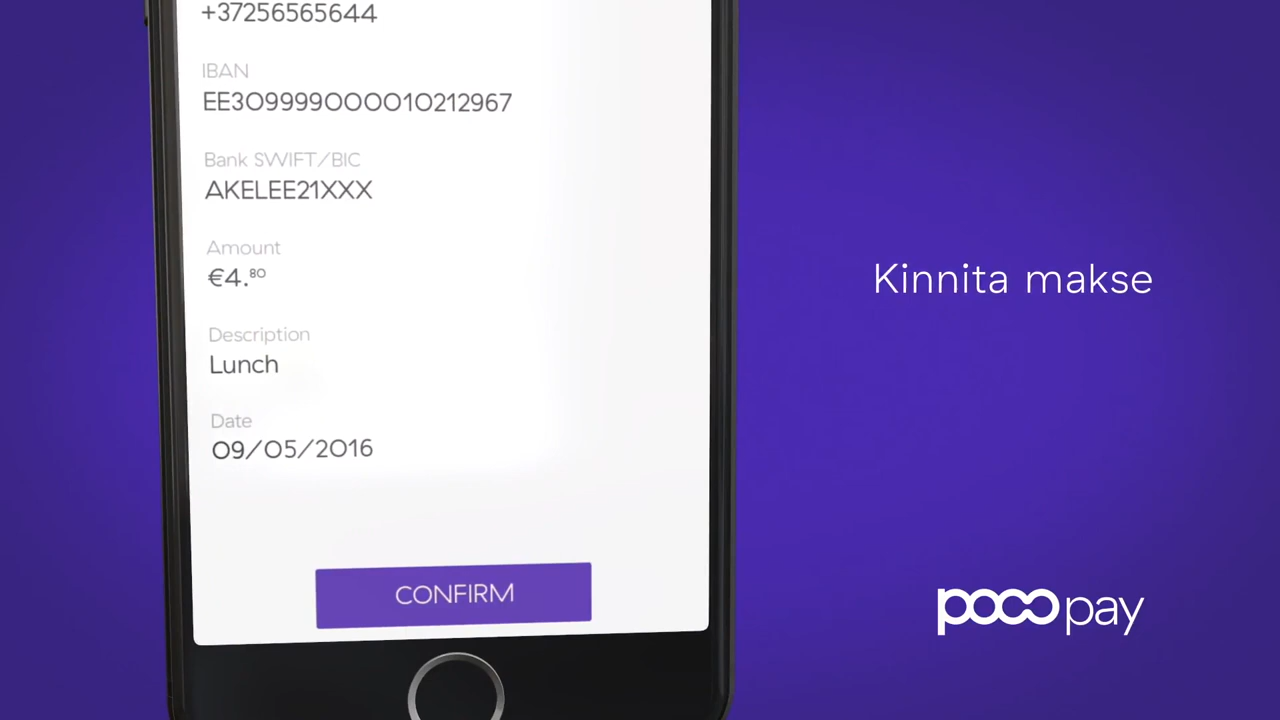 +37256565644
IBAN
EE309999000010212967
Bank SWIFT/BIC
AKELEE21XXX
Amount
€4.80
Description
Lunch
Date
09/05/2016
CONFIRM
Kinnita makse
pocopay